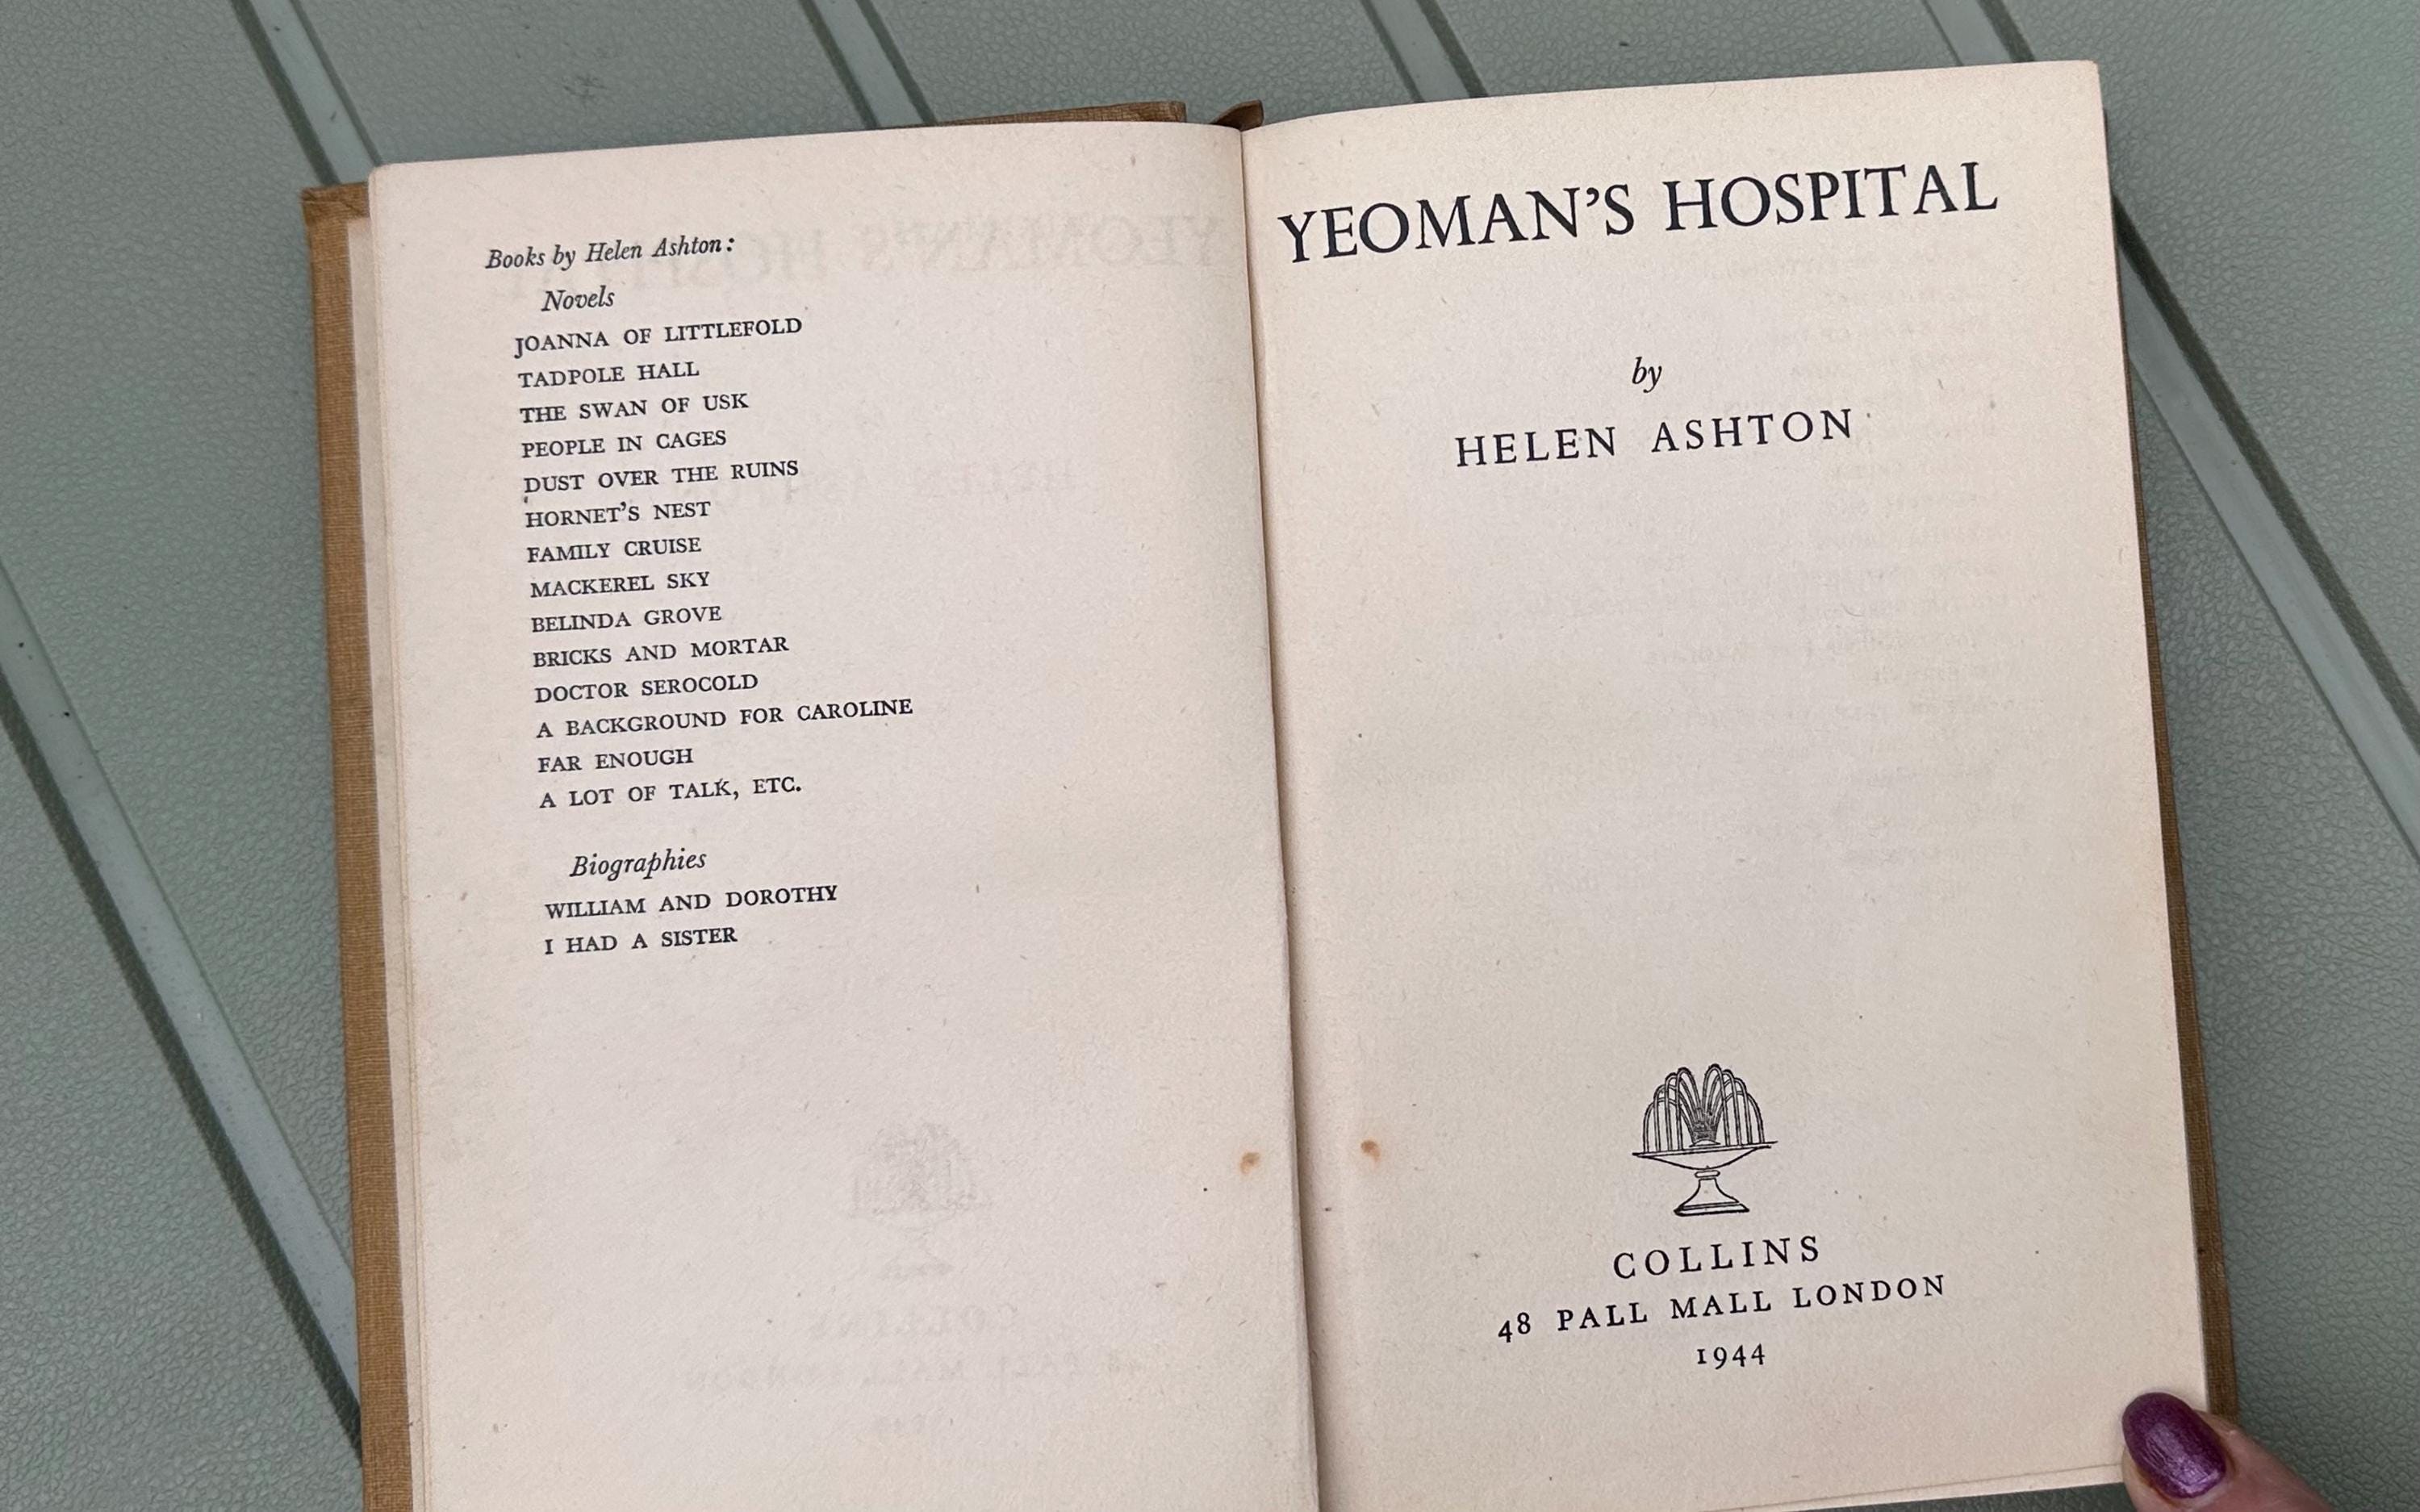 Books by Helen Ashton:
Novels
JOANNA OF LITTLEFOLD
TADPOLE HALL
THE SWAN OF USK
PEOPLE IN CAGES
DUST OVER THE RUINS
HORNET'S NEST
FAMILY CRUISE
MACKEREL SKY
BELINDA GROVE
BRICKS AND MORTAR
DOCTOR SEROCOLD
A BACKGROUND FOR CAROLINE
FAR ENOUGH
A LOT OF TALK, ETC.
Biographies
WILLIAM AND DOROTHY
I HAD A SISTER
YEOMAN'S HOSPITAL
by
HELEN ASHTON
COLLINS
48 PALL MALL LONDON
1944